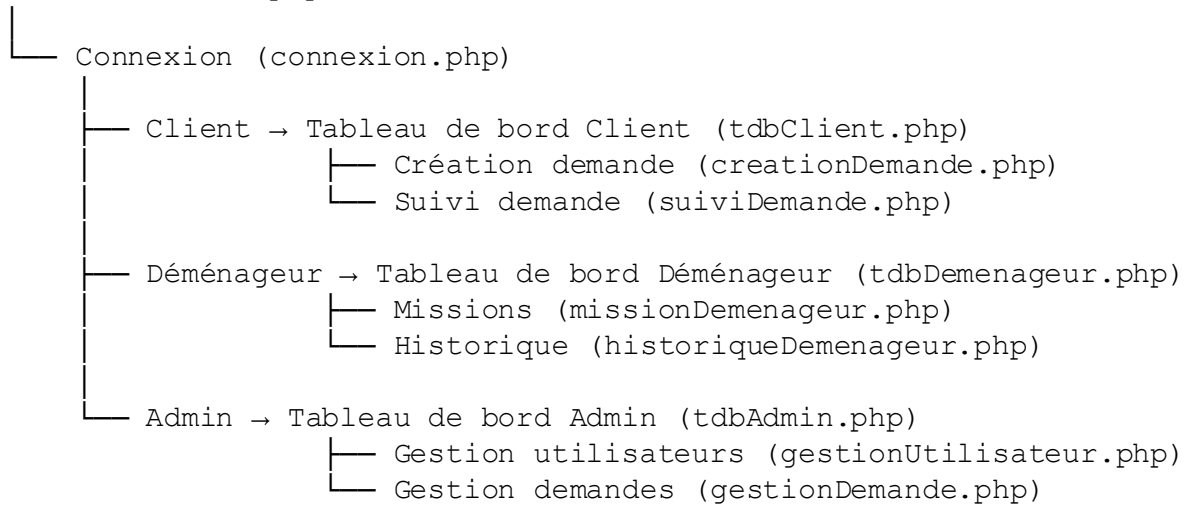 Connexion (connexion.php)
Client → Tableau de bord Client (tdbClient.php)
Création demande (creationDemande.php)
Suivi demande (suiviDemande.php)
Déménageur → Tableau de bord Déménageur (tdbDemenageur.php)
Missions (missionDemenageur.php)
Historique (historiqueDemenageur.php)
Admin → Tableau de bord Admin (tdbAdmin.php)
Gestion utilisateurs (gestionUtilisateur.php)
Gestion demandes (gestionDemande.php)